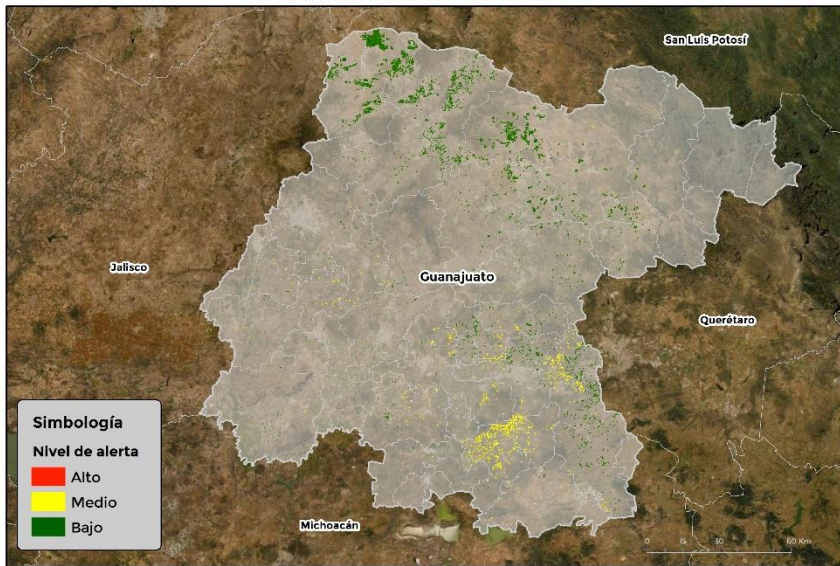 San Luis Potosí
Jalisco
Guanajuato
Querétaro
Simbología
Nivel de alerta
Alto
Medio
Bajo
Michoacán
0 15 30 60 Km